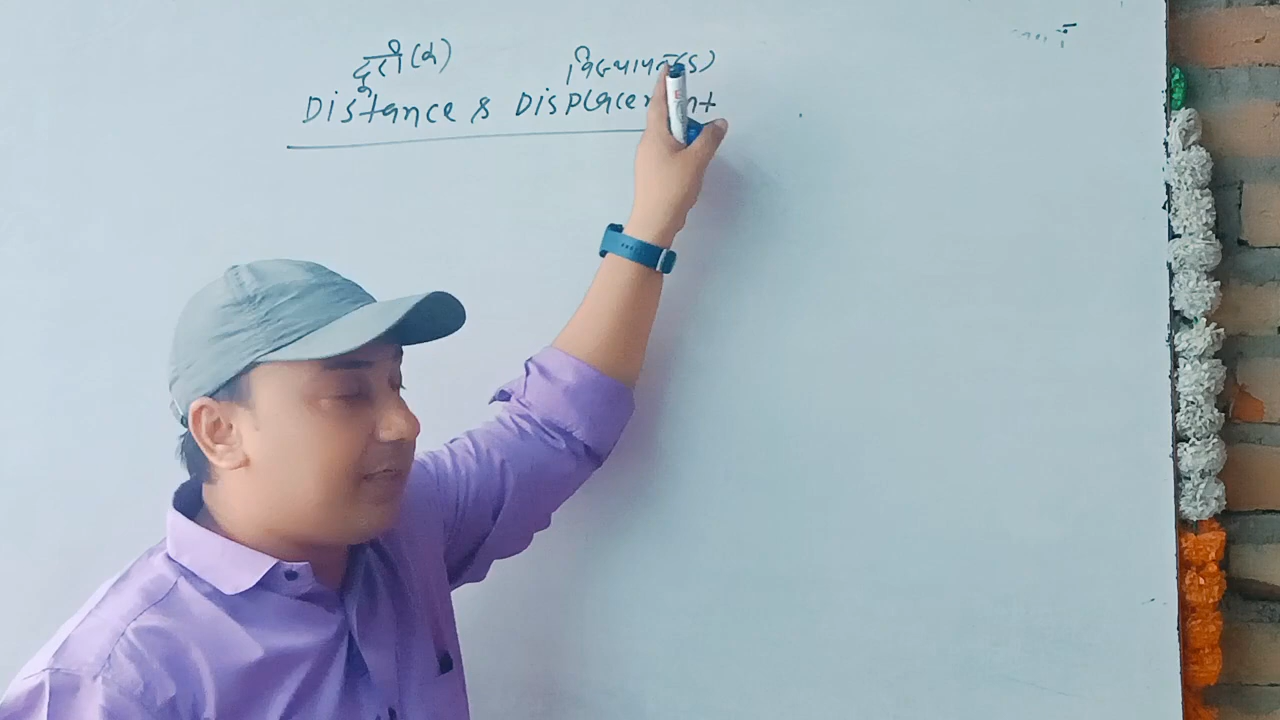 दूरी (d) विस्थापन (S)
Distance & Displacement